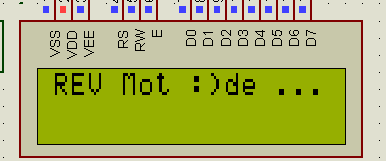 VSS
VDD
VEE
RS
RW
E
D0
D1
D2
D3
D4
D5
D6
D7
REV Mot :)de ...